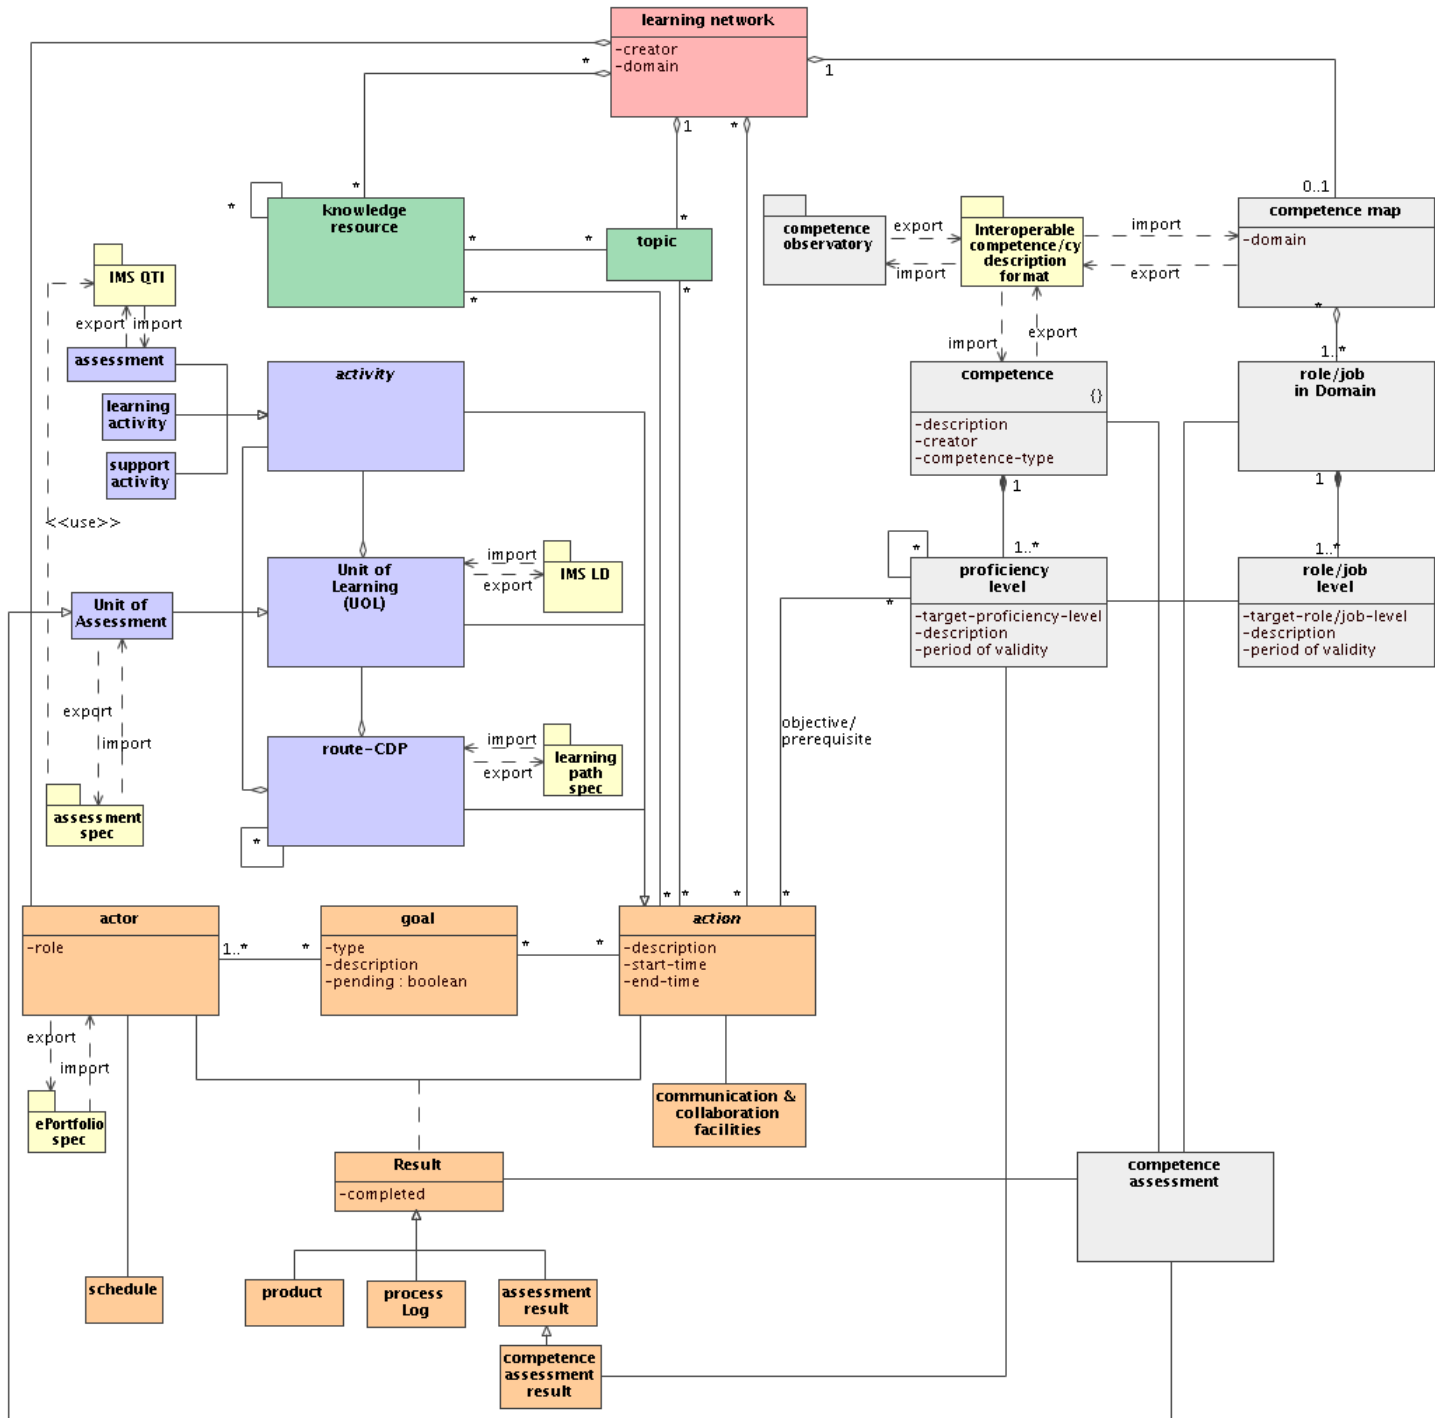 learning network
-creator
-domain
*
1
1
*
*
*
0..1
*
knowledge
resource
*
*
*
topic
*
*
competence
observatory
export
import
Interoperable
competence/cy
description
format
import
export
competence map
-domain
*
IMS QTI
export
import
import
export
1..*
assessment
learning
activity
support
activity
activity
competence
{}
-description
-creator
-competence-type
role/job
in Domain
1
1
<<use>>
*
1..*
1..*
Unit of
Learning
(UOL)
import
export
IMS LD
proficiency
level
-target-proficiency-level
-description
-period of validity
role/job
level
-target-role/job-level
-description
-period of validity
*
Unit of
Assessment
export
import
objective/
prerequisite
route-CDP
import
export
learning
path
spec
*
assessment
spec
*
*
*
*
actor
-role
1..*
*
goal
-type
-description
-pending : boolean
*
*
action
-description
-start-time
-end-time
export
import
ePortfolio
spec
communication &
collaboration
facilities
Result
-completed
competence
assessment
schedule
product
process
Log
assessment
result
competence
assessment
result